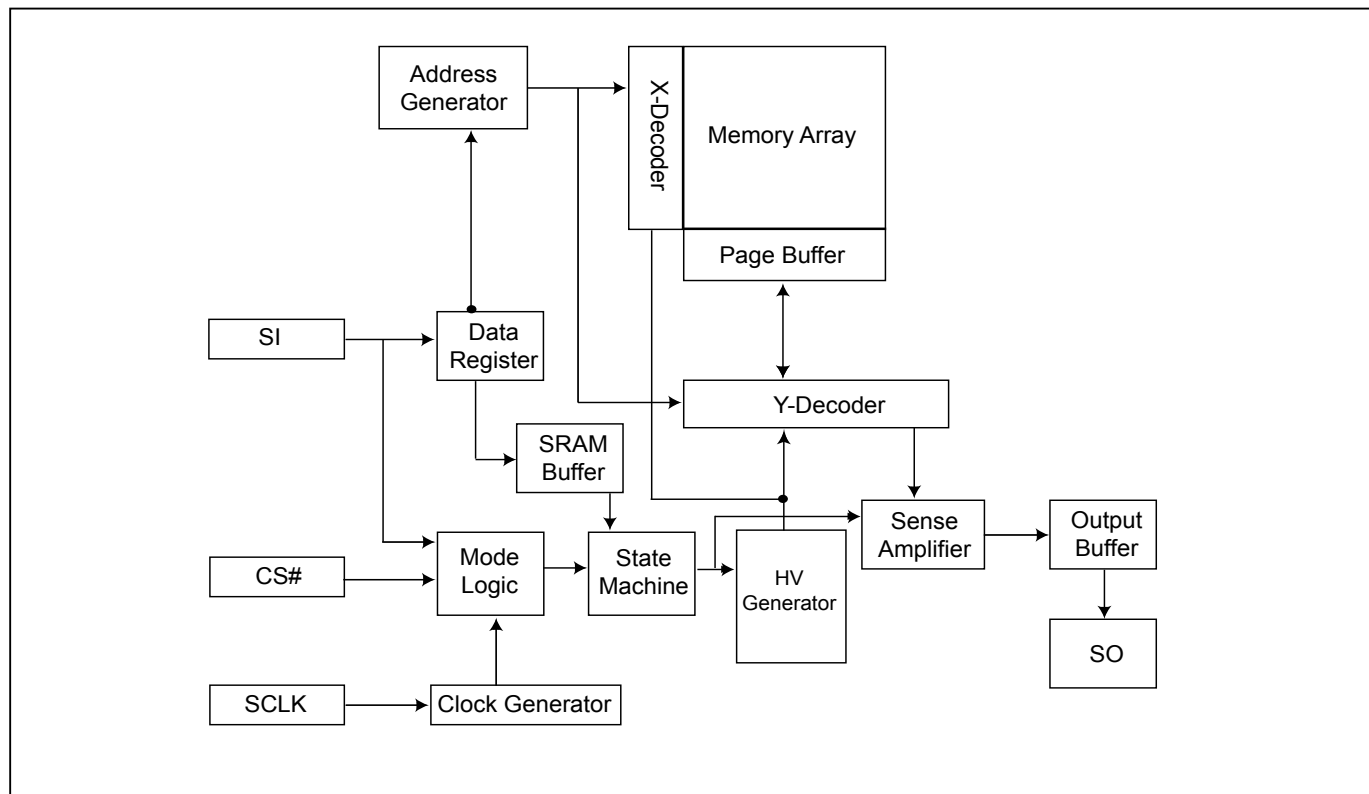 Address
Generator
X-Decoder
Memory Array
Page Buffer
SI
Data
Register
Y-Decoder
SRAM
Buffer
Sense
Amplifier
Output
Buffer
Mode
Logic
State
Machine
HV
Generator
CS#
SO
SCLK
Clock Generator